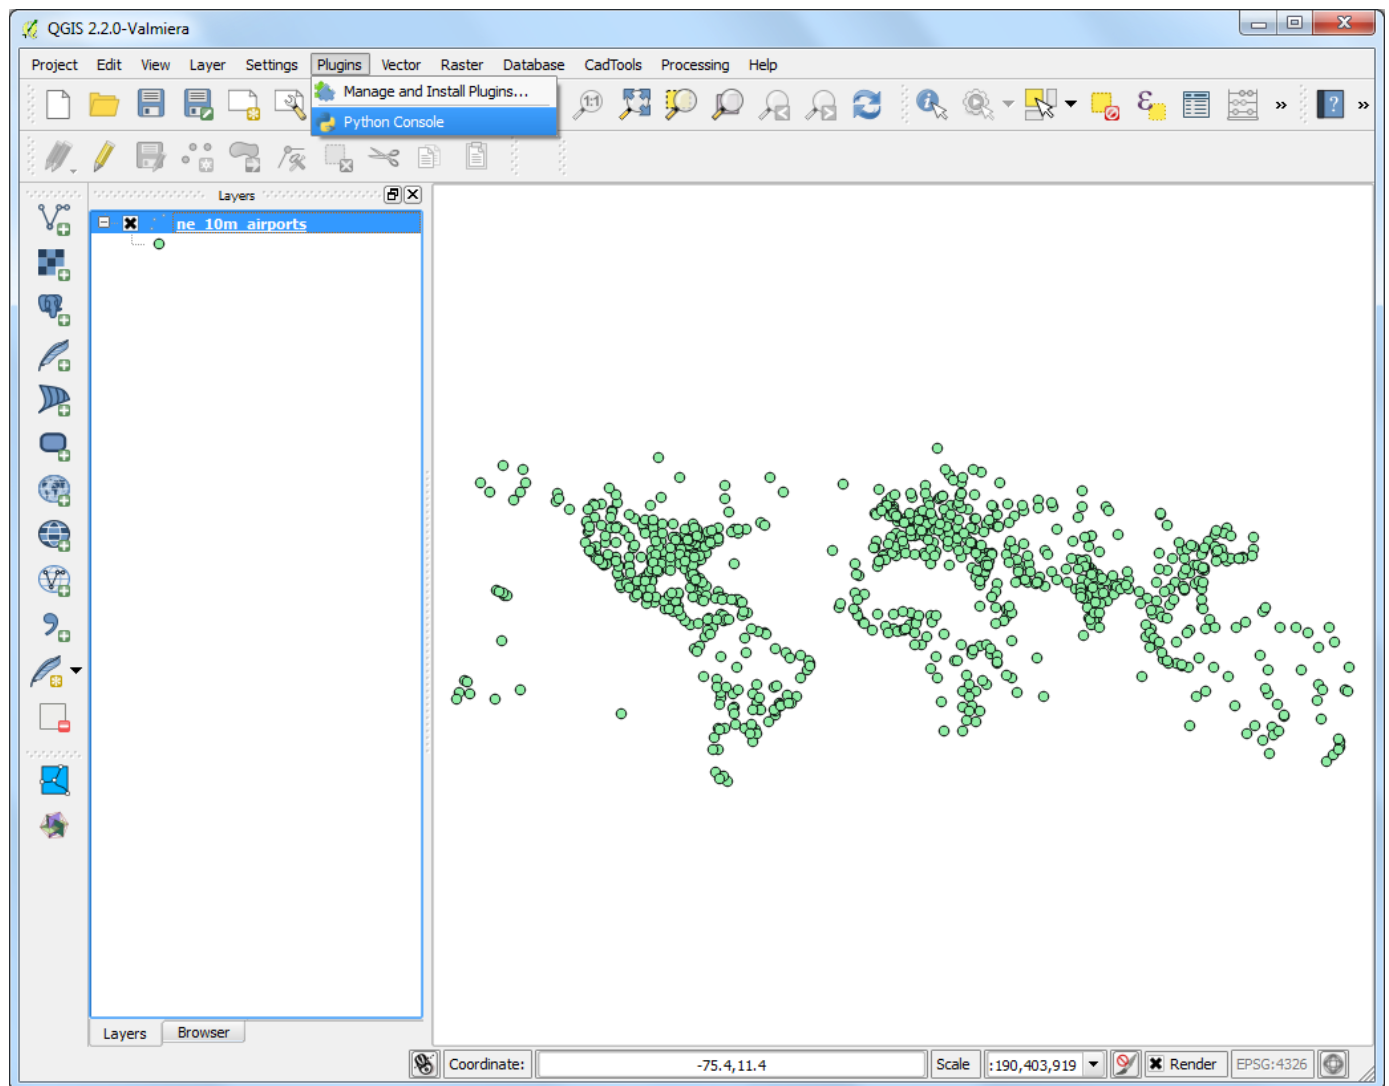 QGIS 2.2.0-Valmiera
Project Edit View Layer Settings Plugins Vector Raster Database CadTools Processing Help
Manage and Install Plugins...
1:1
Python Console
Layers
ne_10m_airports
Layers Browser
Coordinate: -75.4,11.4 Scale :190,403,919 Render EPSG:4326